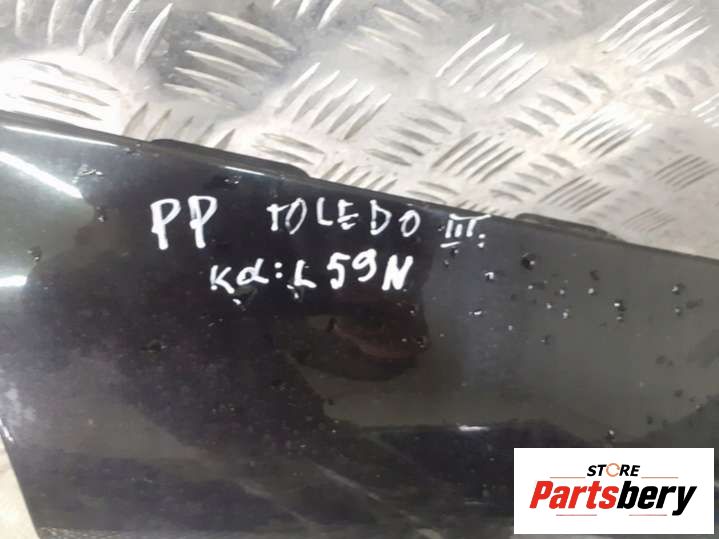 PP TOLEDO III.
Kd: L59N
STORE
Partsbery